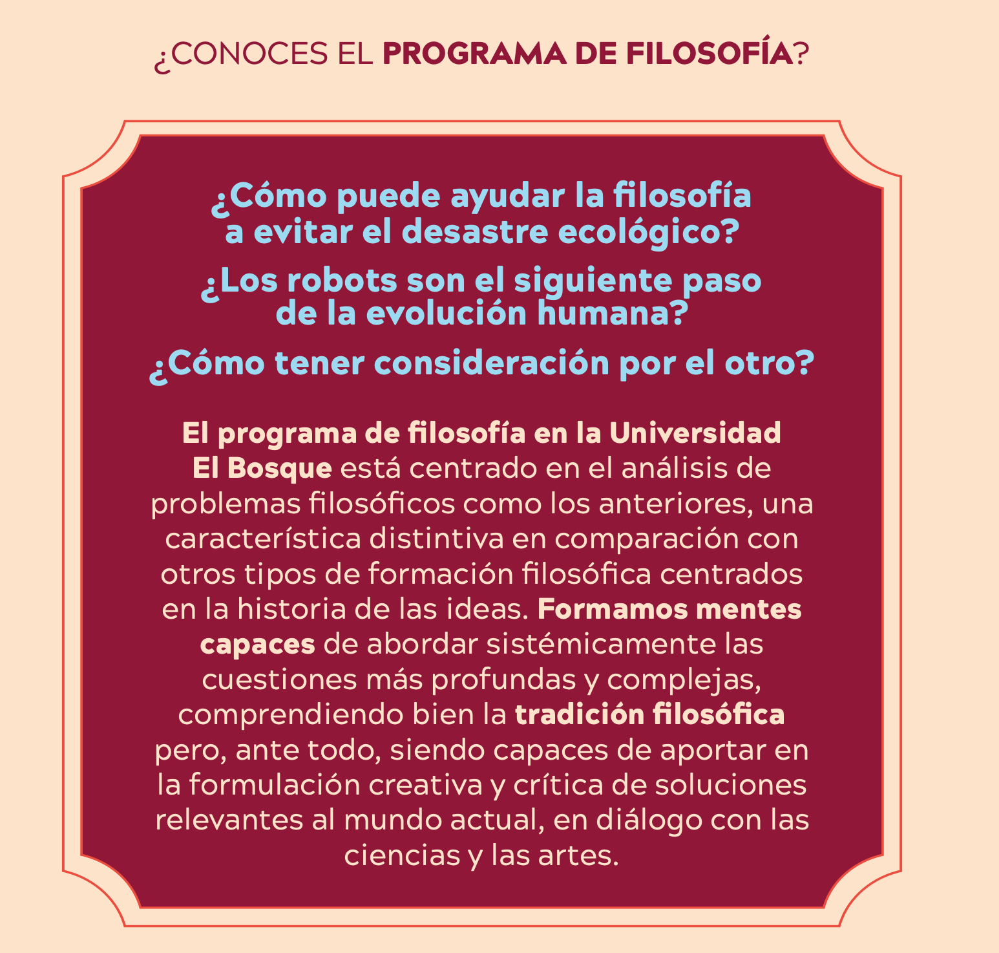 ¿CONOCES EL PROGRAMA DE FILOSOFÍA?
¿Cómo puede ayudar la filosofía
a evitar el desastre ecológico?
¿Los robots son el siguiente paso
de la evolución humana?
¿Cómo tener consideración por el otro?
El programa de filosofía en la Universidad
El Bosque está centrado en el análisis de
problemas filosóficos como los anteriores, una
característica distintiva en comparación con
otros tipos de formación filosófica centrados
en la historia de las ideas. Formamos mentes
capaces de abordar sistémicamente las
cuestiones más profundas y complejas,
comprendiendo bien la tradición filosófica
pero, ante todo, siendo capaces de aportar en
la formulación creativa y crítica de soluciones
relevantes al mundo actual, en diálogo con las
ciencias y las artes.